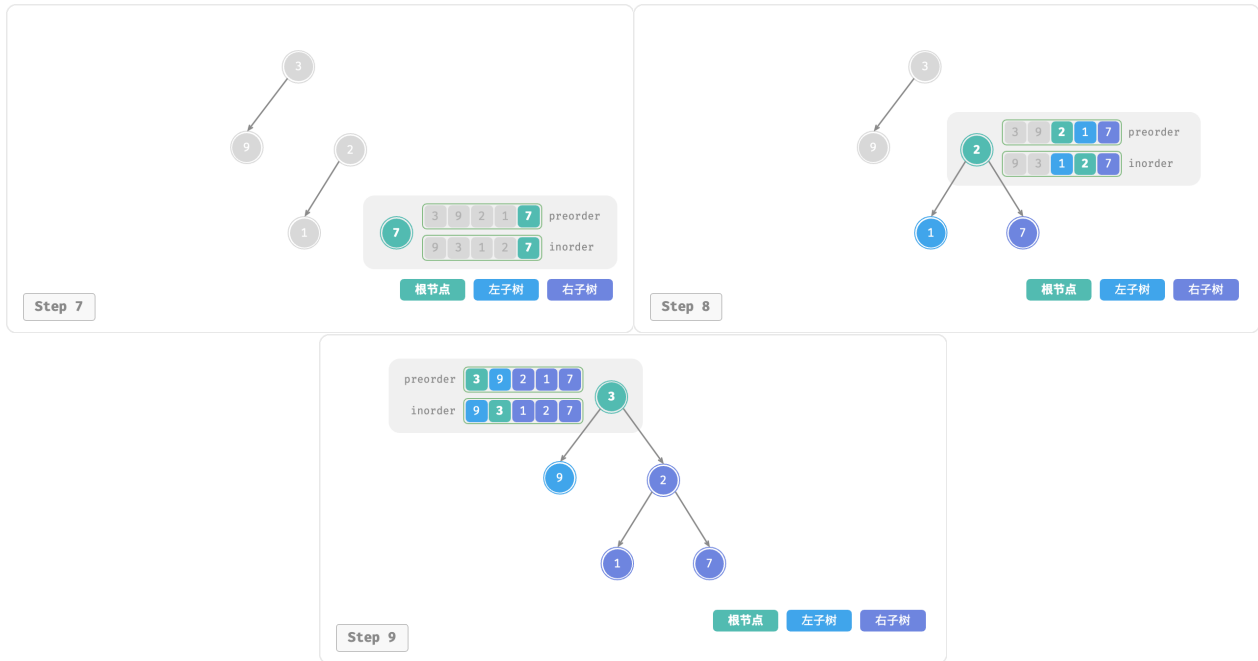 3
9
2
1
7
3 9 2 1 7 preorder
9 3 1 2 7 inorder
根节点 左子树 右子树
Step 7
3
9
2
3 9 2 1 7 preorder
9 3 1 2 7 inorder
1 7
根节点 左子树 右子树
Step 8
preorder 3 9 2 1 7
inorder 9 3 1 2 7
3
9 2
1 7
根节点 左子树 右子树
Step 9